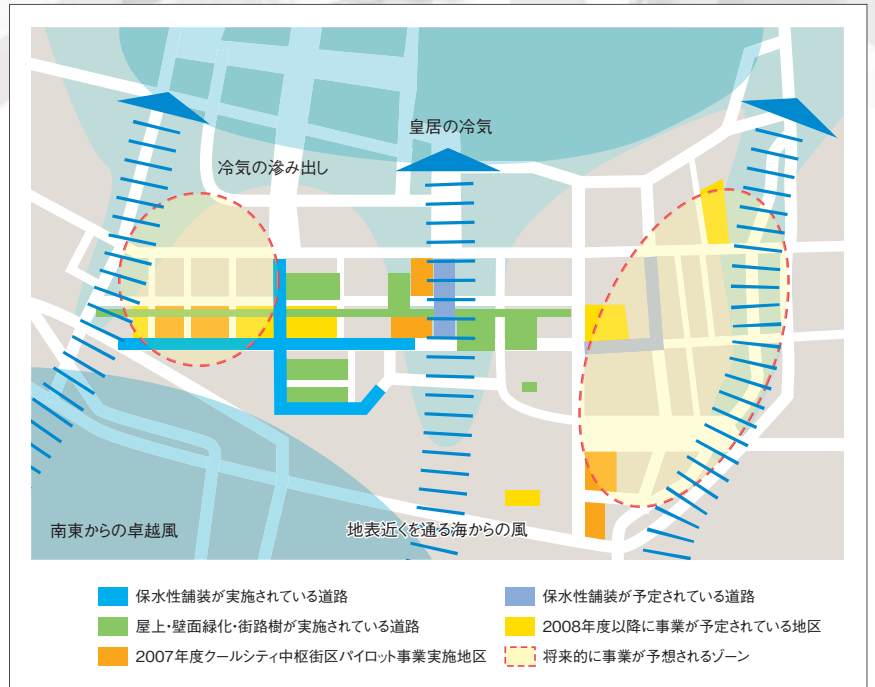 皇居の冷気
冷気の滲み出し
南東からの卓越風
地表近くを通る海からの風
保水性舗装が実施されている道路
保水性舗装が予定されている道路
屋上・壁面緑化・街路樹が実施されている道路
2008年度以降に事業が予定されている地区
2007年度クールシティ中枢街区パイロット事業実施地区
将来的に事業が予想されるゾーン